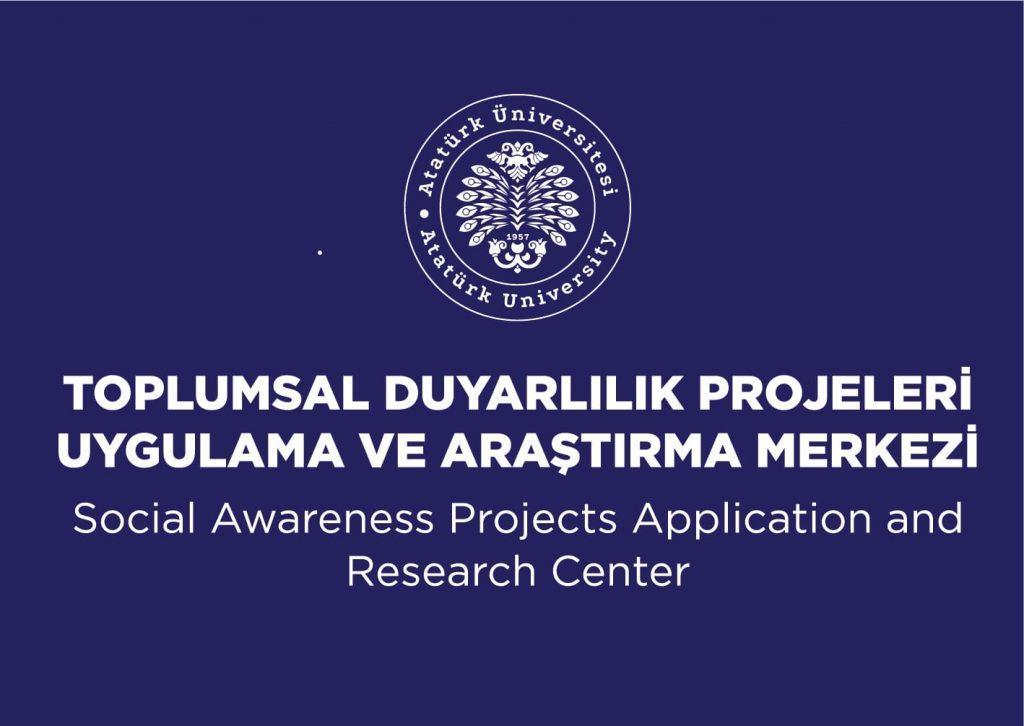 Atatürk Üniversitesi
1957
Atatürk University
TOPLUMSAL DUYARLILIK PROJELERİ
UYGULAMA VE ARAŞTIRMA MERKEZİ
Social Awareness Projects Application and
Research Center